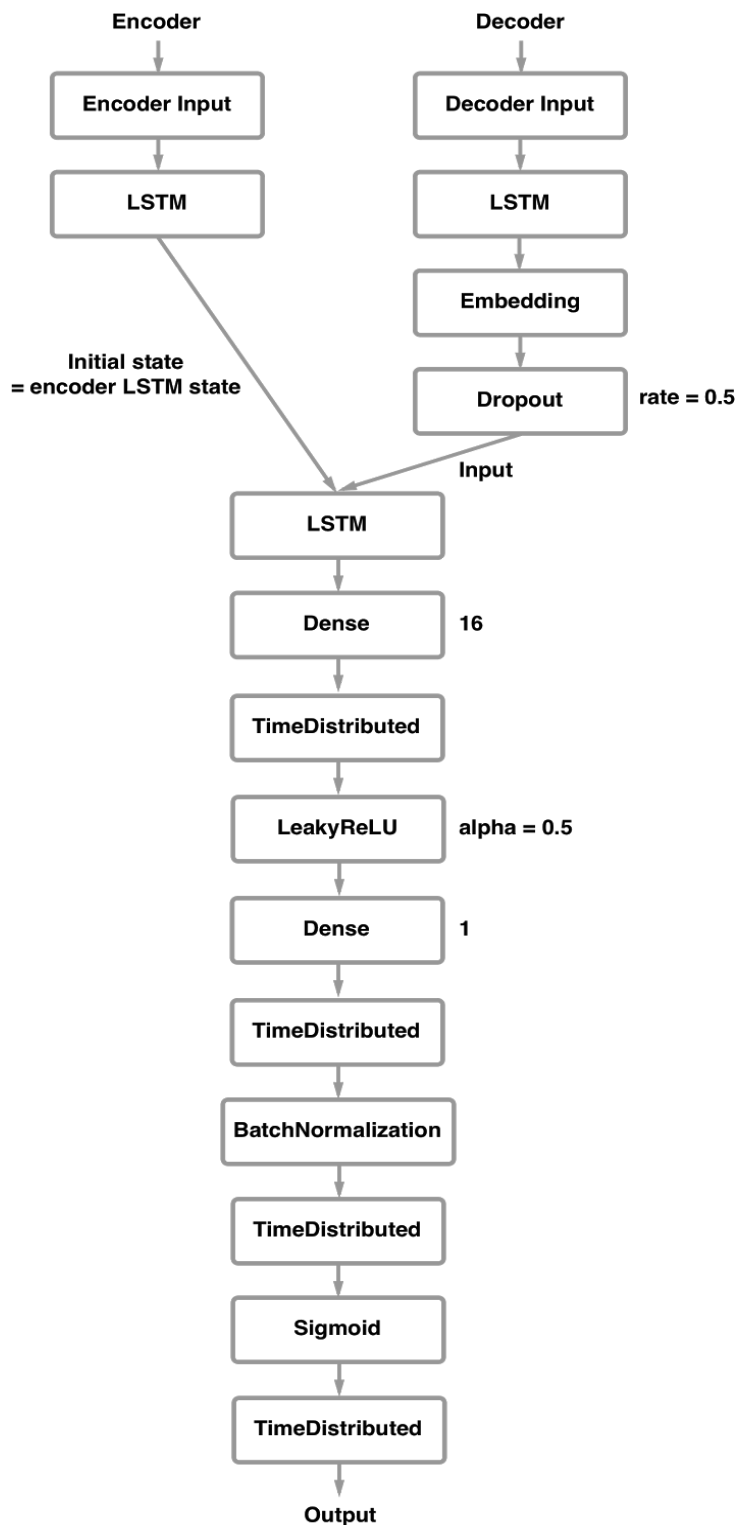 Encoder
Decoder
Encoder Input
Decoder Input
LSTM
LSTM
Embedding
Initial state
= encoder LSTM state
Dropout
rate = 0.5
Input
LSTM
Dense
16
TimeDistributed
LeakyReLU
alpha = 0.5
Dense
1
TimeDistributed
BatchNormalization
TimeDistributed
Sigmoid
TimeDistributed
Output